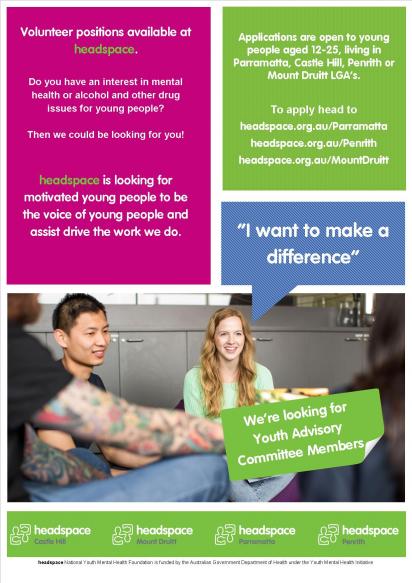 Volunteer positions available at
headspace.
Do you have an interest in mental
health or alcohol and other drug
issues for young people?
Then we could be looking for you!
headspace is looking for
motivated young people to be
the voice of young people and
assist drive the work we do.
Applications are open to young
people aged 12-25, living in
Parramatta, Castle Hill, Penrith or
Mount Druitt LGA's.
To apply head to
headspace.org.au/Parramatta
headspace.org.au/Penrith
headspace.org.au/MountDruitt
"I want to make a
difference"
We're looking for
Youth Advisory
Committee Members
headspace
Castle Hill
headspace
Mount Druitt
headspace
Parramatta
headspace
Penrith
headspace National Youth Mental Health Foundation is funded by the Australian Government Department of Health under the Youth Mental Health Initiative